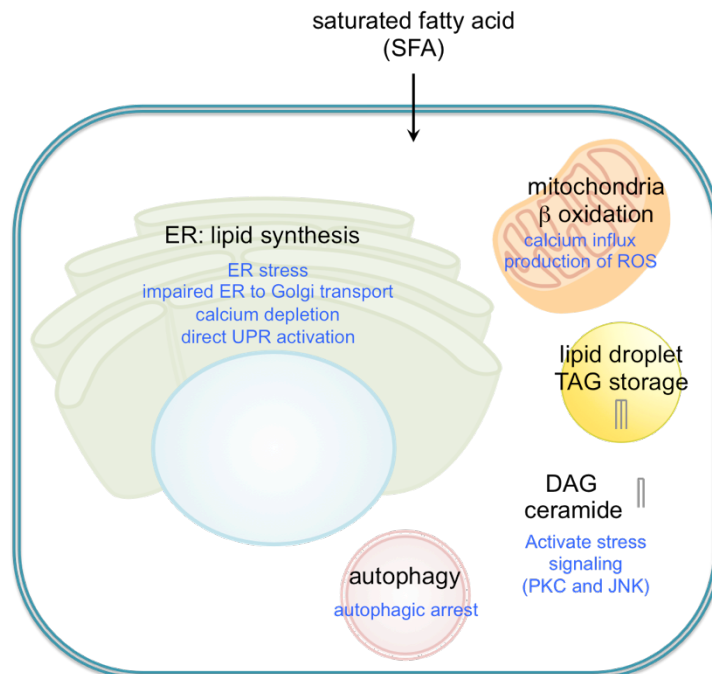 saturated fatty acid
(SFA)
mitochondria
β oxidation
calcium influx
production of ROS
ER: lipid synthesis
ER stress
impaired ER to Golgi transport
calcium depletion
direct UPR activation
lipid droplet
TAG storage
DAG
ceramide
Activate stress
signaling
(PKC and JNK)
autophagy
autophagic arrest